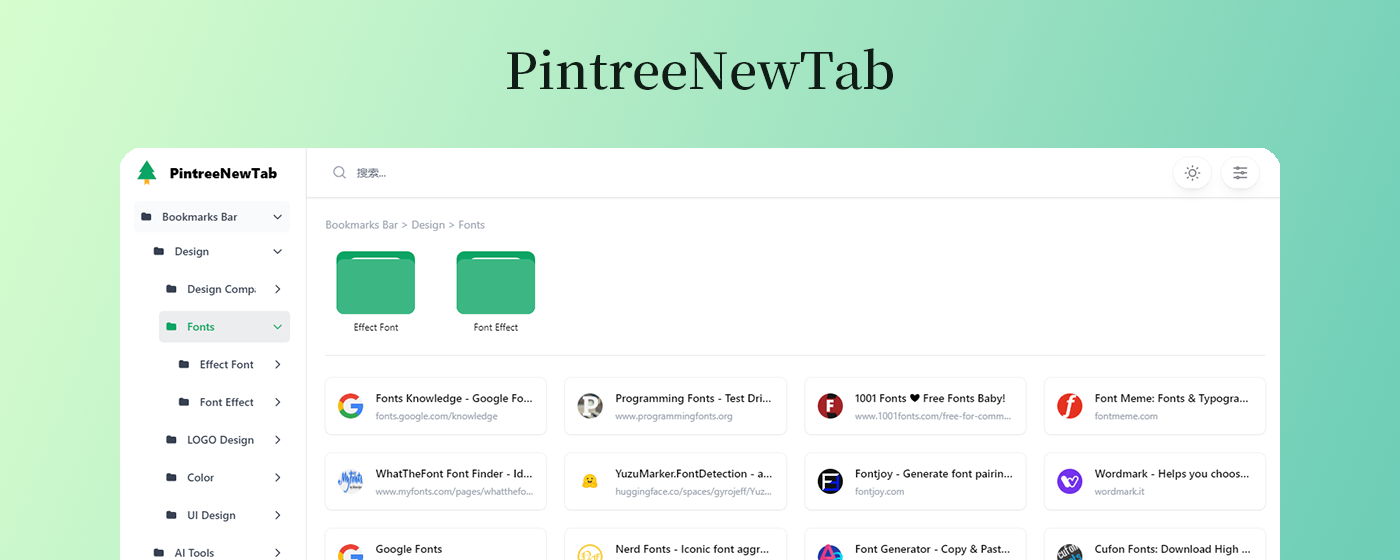 PintreeNewTab
PintreeNewTab
搜索...
Bookmarks Bar
Design
Design Comp
Fonts
Effect Font
Font Effect
LOGO Design
Color
UI Design
AI Tools
Bookmarks Bar > Design > Fonts
Effect Font
Font Effect
Fonts Knowledge - Google Fo...
fonts.google.com/knowledge
Programming Fonts - Test Dri...
www.programmingfonts.org
1001 Fonts ❤ Free Fonts Baby!
www.1001fonts.com/free-for-comm...
Font Meme: Fonts & Typogra...
fontmeme.com
WhatTheFont Font Finder - Id...
www.myfonts.com/pages/whatthefo...
YuzuMarker.FontDetection - a...
huggingface.co/spaces/gyrojeff/Yuz...
Fontjoy - Generate font pairin...
fontjoy.com
Wordmark - Helps you choos...
wordmark.it
Google Fonts
Nerd Fonts - Iconic font aggr...
Font Generator - Copy & Past...
Cufon Fonts: Download High ...